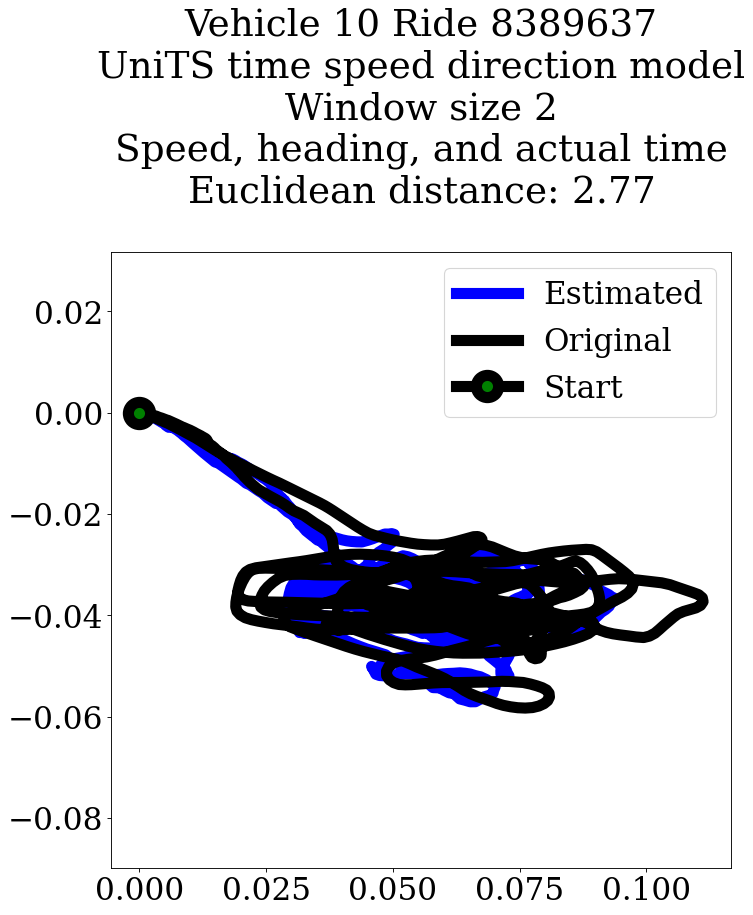 Vehicle 10 Ride 8389637
UniTS time speed direction model
Window size 2
Speed, heading, and actual time
Euclidean distance: 2.77
Estimated
Original
Start
0.02
0.00
−0.02
−0.04
−0.06
−0.08
0.000 0.025 0.050 0.075 0.100